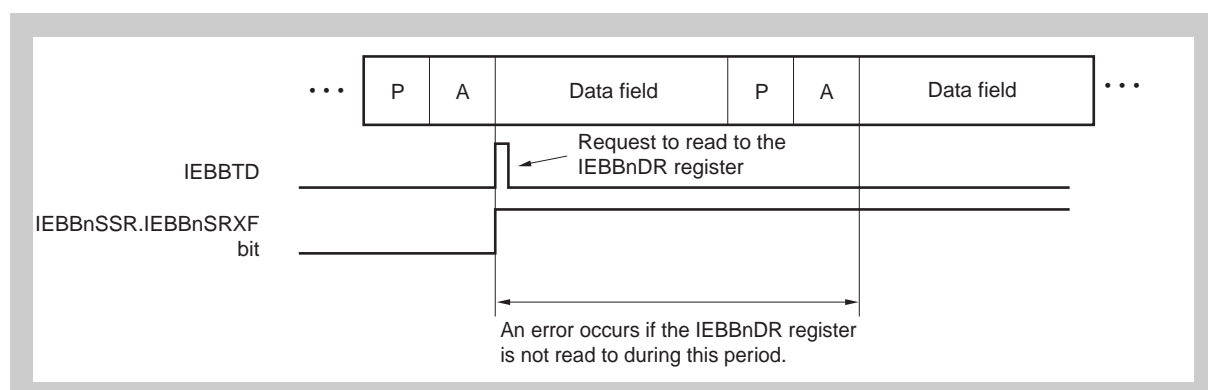 ••• P A Data field P A Data field •••
Request to read to the
IEBBnDR register
IEBBTD
IEBBnSSR.IEBBnSRXF
bit
An error occurs if the IEBBnDR register
is not read to during this period.